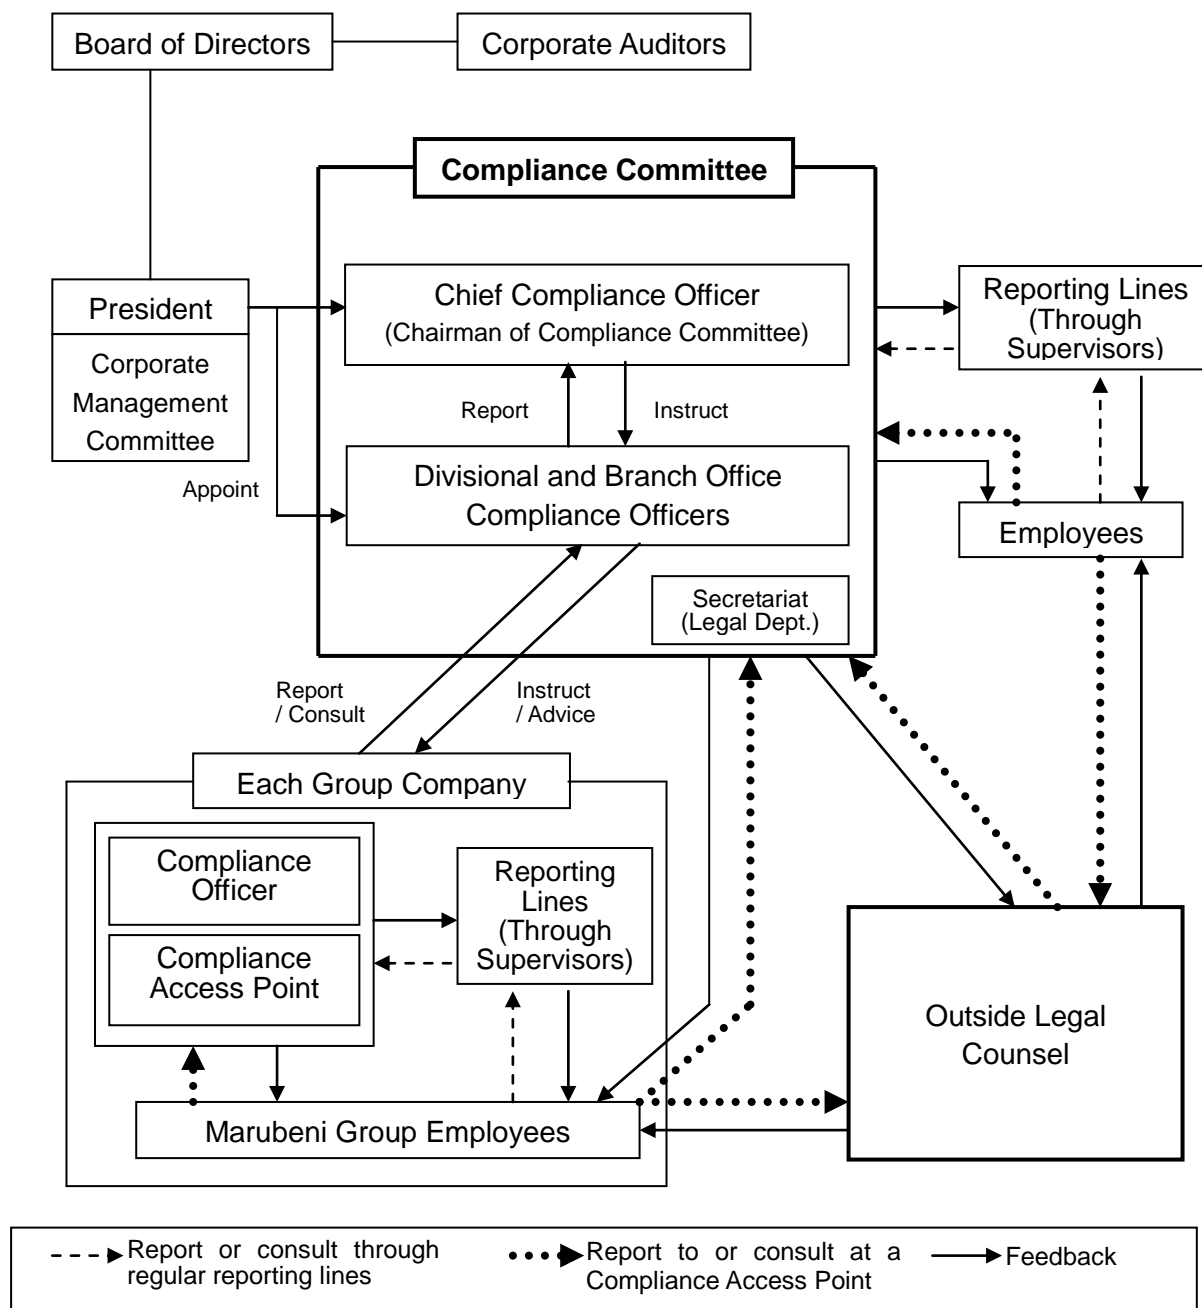 Board of Directors
Corporate Auditors
Compliance Committee
President
Corporate
Management
Committee
Appoint
Chief Compliance Officer
(Chairman of Compliance Committee)
Report
Instruct
Divisional and Branch Office
Compliance Officers
Secretariat
(Legal Dept.)
Reporting Lines
(Through
Supervisors)
Employees
Report
/ Consult
Instruct
/ Advice
Each Group Company
Compliance
Officer
Compliance
Access Point
Reporting
Lines
(Through
Supervisors)
Marubeni Group Employees
Outside Legal
Counsel
Report or consult through
regular reporting lines
Report to or consult at a
Compliance Access Point
Feedback